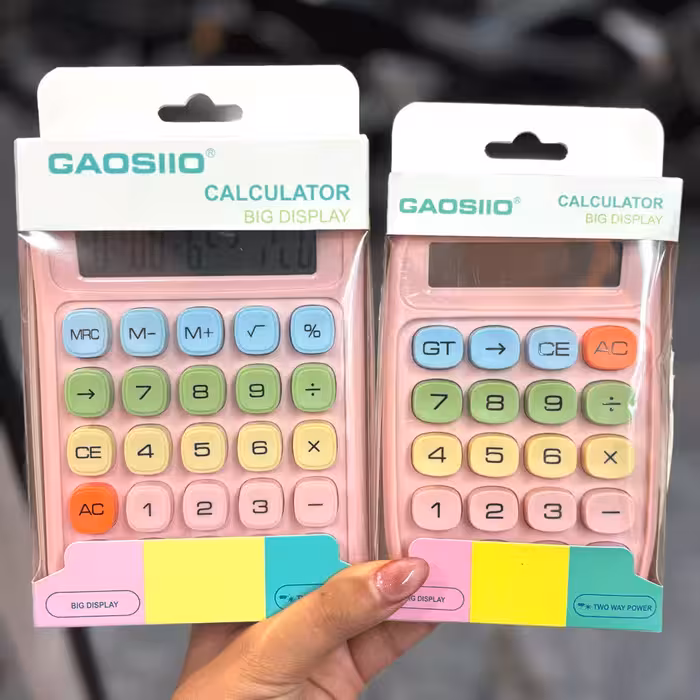 GAOSIIO®
CALCULATOR
BIG DISPLAY
MRC M- M+ √ %
→ 7 8 9 ÷
CE 4 5 6 ×
AC 1 2 3 −
BIG DISPLAY
GAOSIIO®
CALCULATOR
BIG DISPLAY
GT → CE AC
7 8 9 ÷
4 5 6 ×
1 2 3 −
DISPLAY
TWO WAY POWER